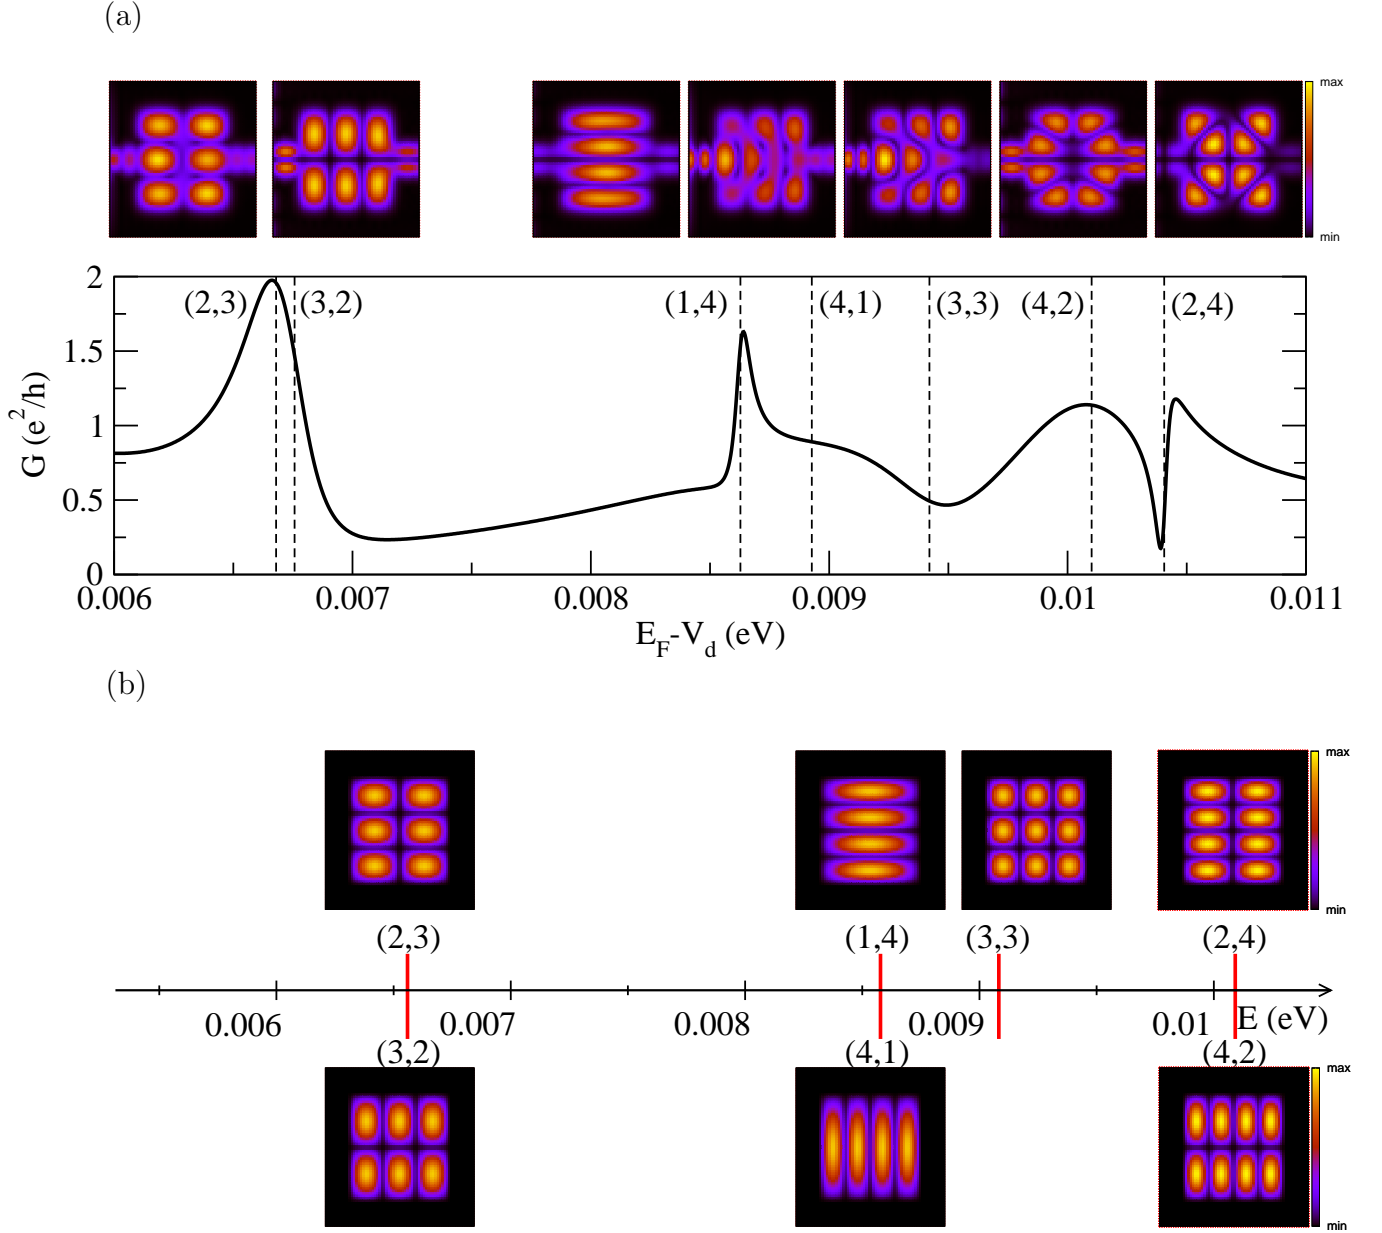 (a)
max
min
2
(2,3) (3,2) (1,4) (4,1) (3,3) (4,2) (2,4)
1.5
1
0.5
0
G (e²/h)
0.006 0.007 0.008 0.009 0.01 0.011
E_F-V_d (eV)
(b)
max
min
(2,3) (1,4) (3,3) (2,4)
0.006 0.007 0.008 0.009 0.01 E (eV)
(3,2) (4,1) (4,2)
max
min